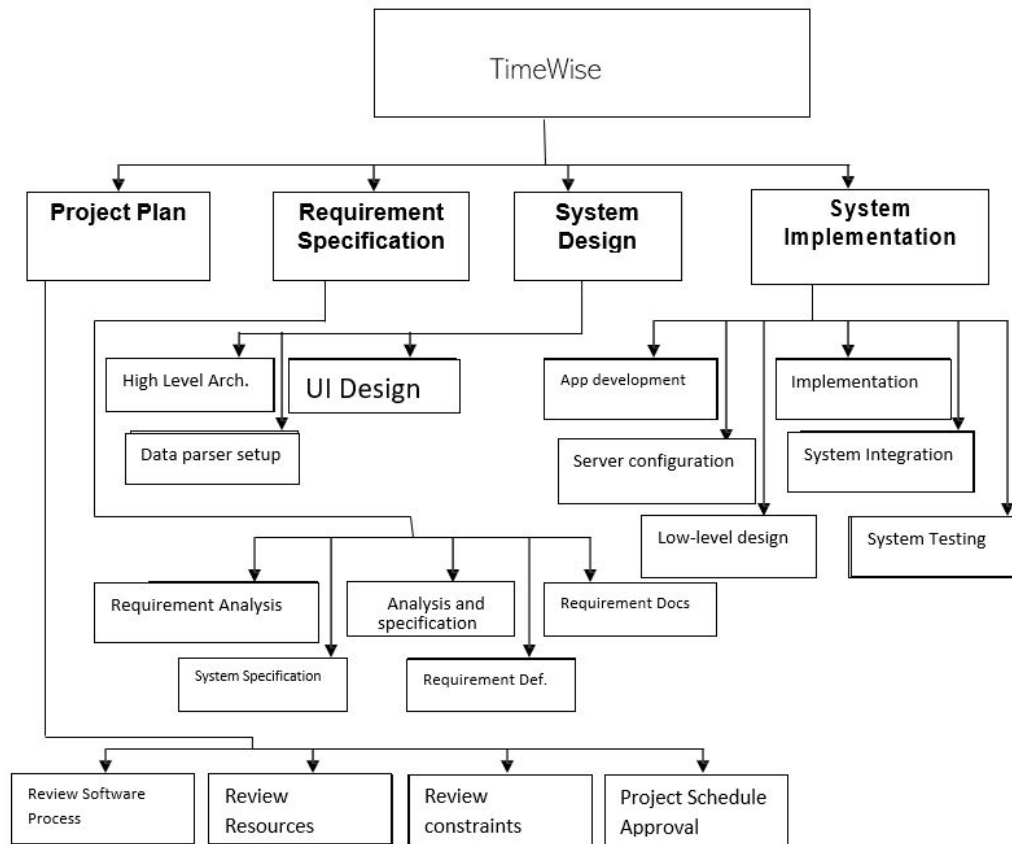 TimeWise
Project Plan
Requirement
Specification
System
Design
System
Implementation
High Level Arch.
UI Design
Data parser setup
App development
Implementation
Server configuration
System Integration
Low-level design
System Testing
Requirement Analysis
Analysis and
specification
Requirement Docs
System Specification
Requirement Def.
Review Software
Process
Review
Resources
Review
constraints
Project Schedule
Approval